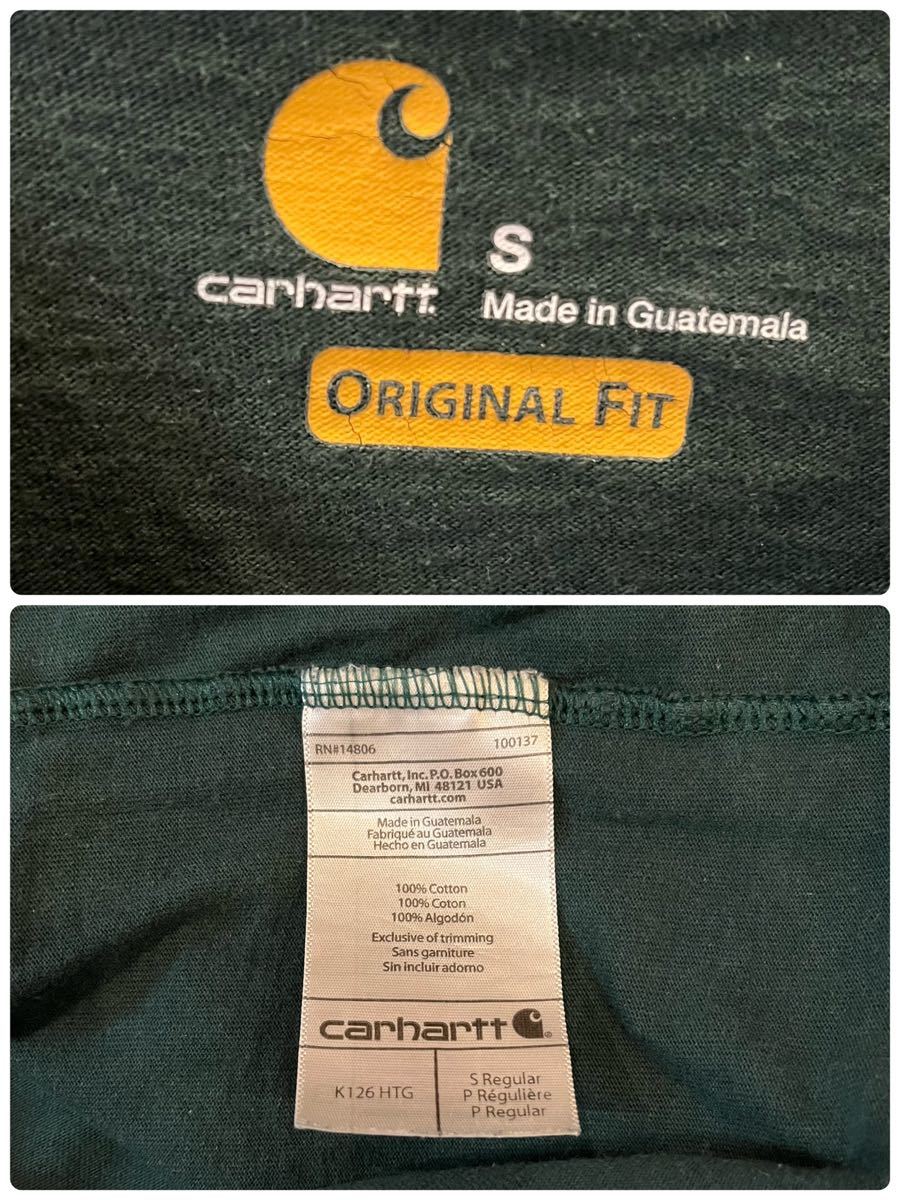 carhartt.
S
Made in Guatemala
ORIGINAL FIT
RN#14806 100137
Carhartt, Inc. P.O. Box 600
Dearborn, MI 48121 USA
carhartt.com
Made in Guatemala
Fabriqué au Guatemala
Hecho en Guatemala
100% Cotton
100% Coton
100% Algodón
Exclusive of trimming
Sans garniture
Sin incluir adorno
carhartt ®
K126 HTG
S Regular
P Régulière
P Regular